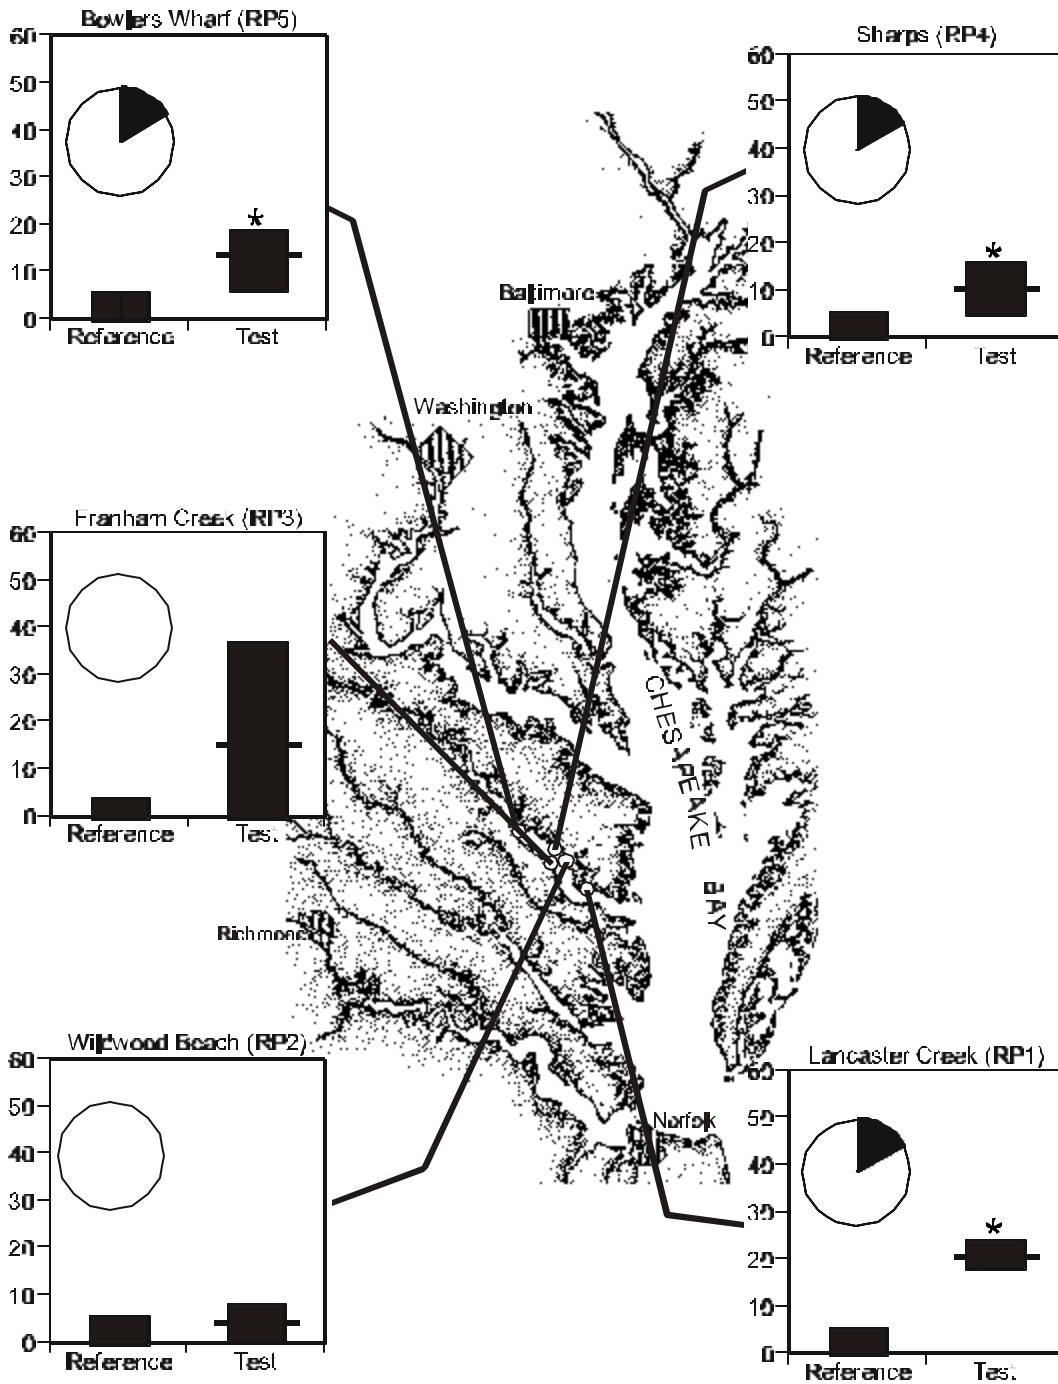 Bowlers Wharf (RP5)
60
50
40
30
20
10
0
*
Reference Test
Sharps (RP4)
60
50
40
30
20
10
0
*
Reference Test
Baltimore
Washington
Franham Creek (RP3)
60
50
40
30
20
10
0
Reference Test
CHESAPEAKE BAY
Richmond
Wildwood Beach (RP2)
60
50
40
30
20
10
0
Reference Test
Norfolk
Lancaster Creek (RP1)
60
50
40
30
20
10
0
*
Reference Test